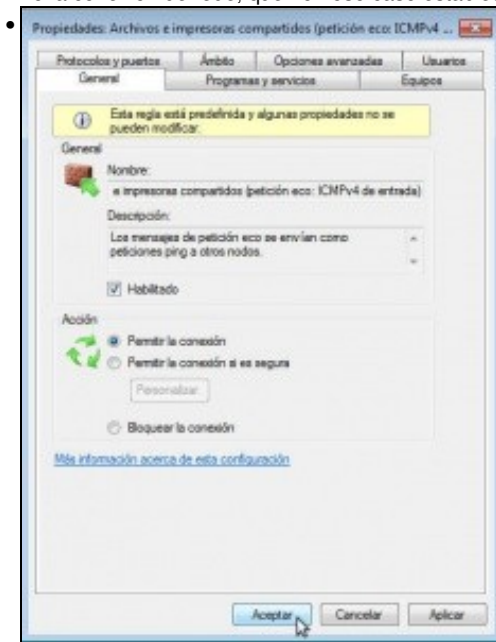 Propiedades: Archivos e impresoras compartidos (petición eco: ICMPv4 ...
Protocolos y puertos Ámbito Opciones avanzadas Usuarios
General Programas y servicios Equipos
Esta regla está predefinida y algunas propiedades no se
pueden modificar.
General
Nombre:
e impresoras compartidos (petición eco: ICMPv4 de entrada)
Descripción:
Los mensajes de petición eco se envían como
peticiones ping a otros nodos.
Habilitado
Acción
Permitir la conexión
Permitir la conexión si es segura
Personalizar...
Bloquear la conexión
Más información acerca de esta configuración
Aceptar Cancelar Aplicar